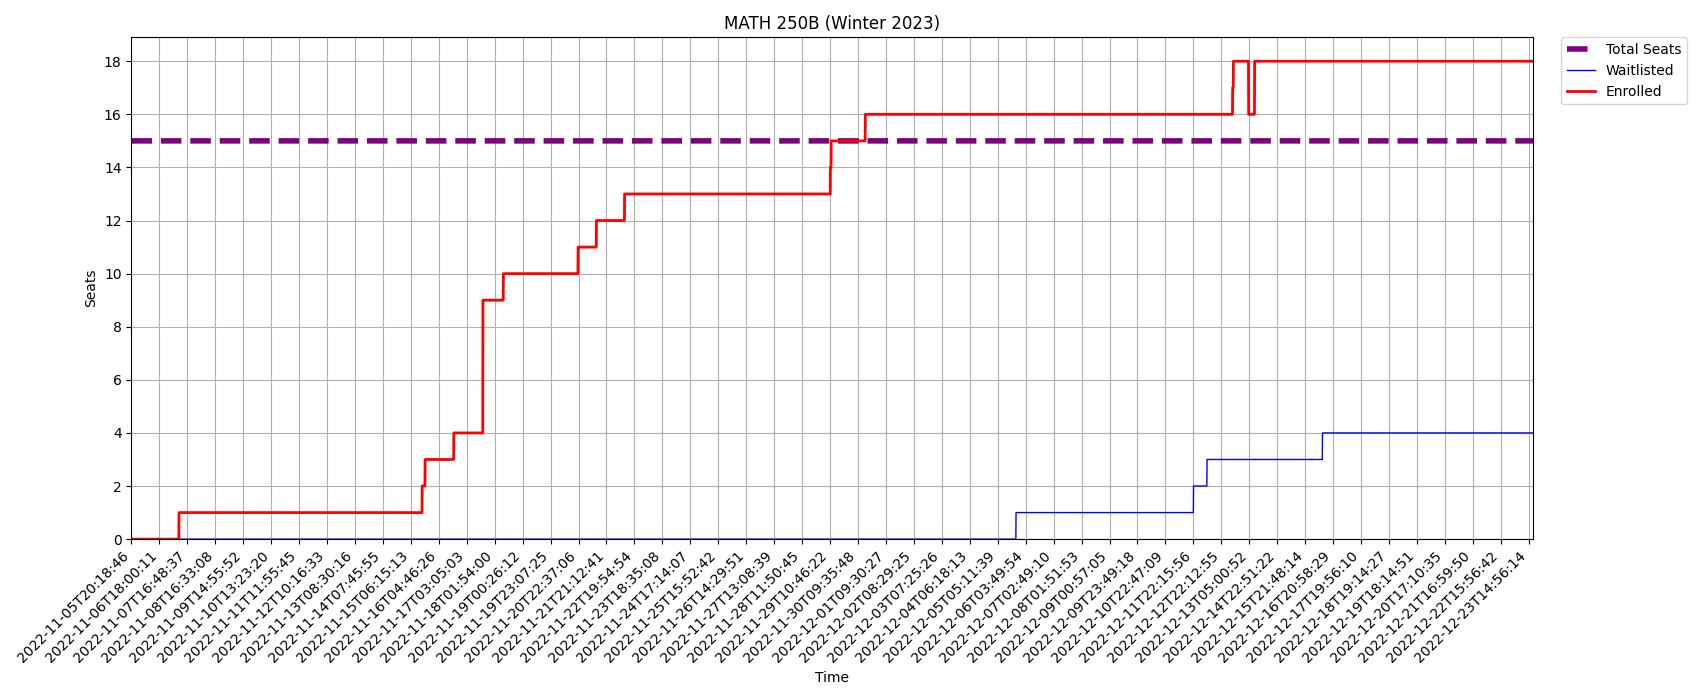 MATH 250B (Winter 2023)
Total Seats
Waitlisted
Enrolled
Seats
18
16
14
12
10
8
6
4
2
0
2022-11-05T20:18:46
2022-11-06T18:00:11
2022-11-07T16:48:37
2022-11-08T16:33:08
2022-11-09T14:55:52
2022-11-10T13:23:20
2022-11-11T11:55:45
2022-11-12T10:16:33
2022-11-13T08:30:16
2022-11-14T07:45:55
2022-11-15T06:15:13
2022-11-16T04:46:26
2022-11-17T03:05:03
2022-11-18T01:54:00
2022-11-19T00:26:12
2022-11-19T23:07:25
2022-11-20T22:37:06
2022-11-21T21:12:41
2022-11-22T19:54:54
2022-11-23T18:35:08
2022-11-24T17:14:07
2022-11-25T15:52:42
2022-11-26T14:29:51
2022-11-27T13:08:39
2022-11-28T11:50:45
2022-11-29T10:46:22
2022-11-30T09:35:48
2022-12-01T09:30:27
2022-12-02T08:29:25
2022-12-03T07:25:26
2022-12-04T06:18:13
2022-12-05T05:11:39
2022-12-06T03:49:54
2022-12-07T02:49:10
2022-12-08T01:51:53
2022-12-09T00:57:05
2022-12-09T23:49:18
2022-12-10T22:47:09
2022-12-11T22:15:56
2022-12-12T22:12:55
2022-12-14T22:51:22
2022-12-15T21:48:14
2022-12-16T20:58:29
2022-12-17T19:56:10
2022-12-18T19:14:27
2022-12-19T18:14:51
2022-12-20T17:10:35
2022-12-21T16:59:50
2022-12-22T15:56:42
2022-12-23T14:56:14
Time